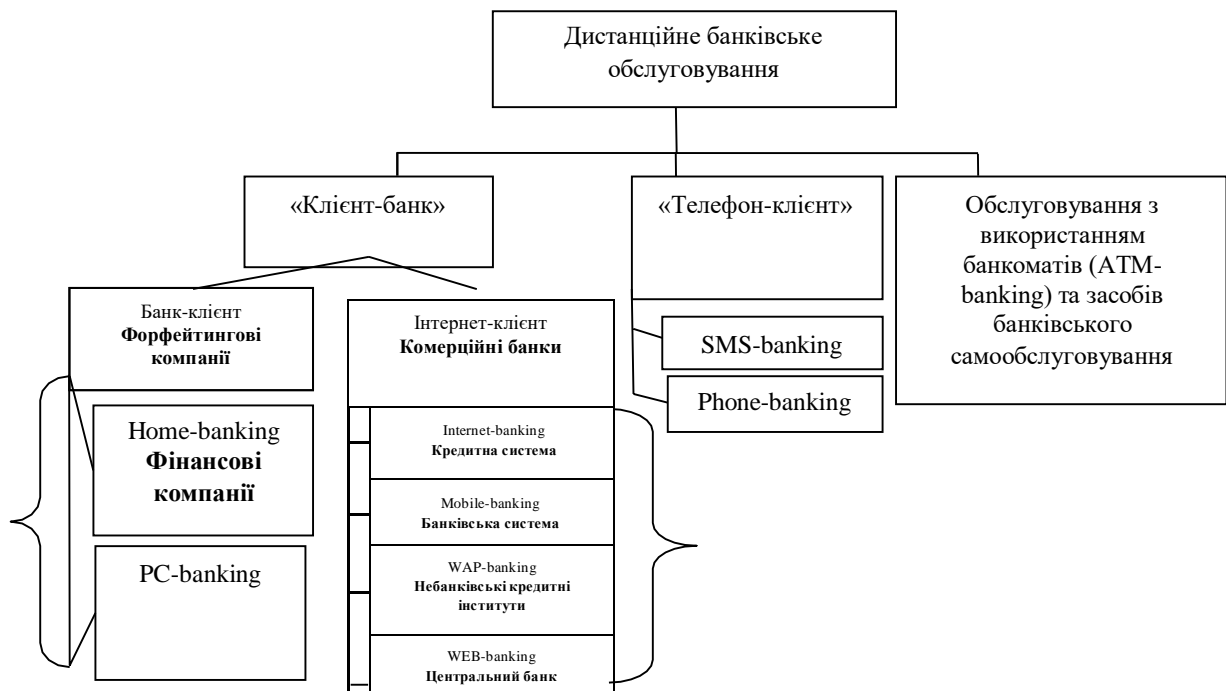 Дистанційне банківське
обслуговування
«Клієнт-банк»
«Телефон-клієнт»
Обслуговування з
використанням
банкоматів (ATM-
banking) та засобів
банківського
самообслуговування
Банк-клієнт
Форфейтингові
компанії
Інтернет-клієнт
Комерційні банки
SMS-banking
Phone-banking
Home-banking
Фінансові
компанії
PC-banking
Internet-banking
Кредитна система
Mobile-banking
Банківська система
WAP-banking
Небанківські кредитні
інститути
WEB-banking
Центральний банк